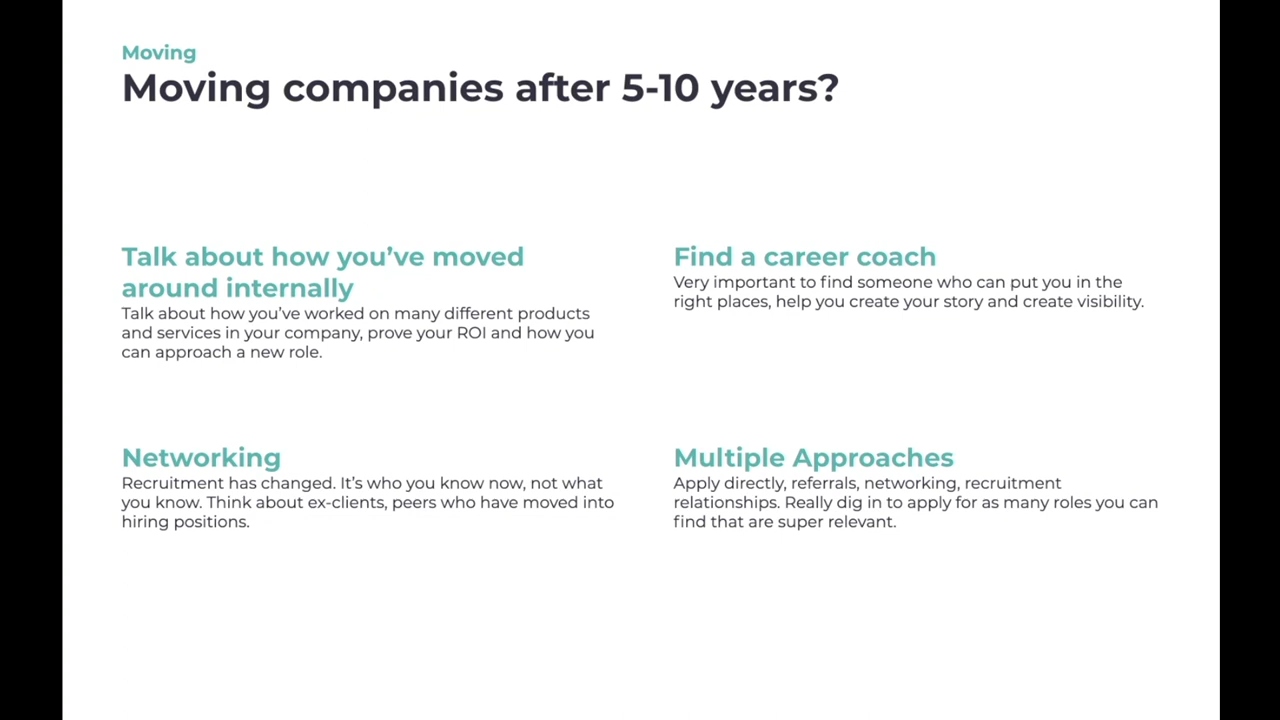 Moving
Moving companies after 5-10 years?
Talk about how you’ve moved
around internally
Talk about how you’ve worked on many different products
and services in your company, prove your ROI and how you
can approach a new role.
Find a career coach
Very important to find someone who can put you in the
right places, help you create your story and create visibility.
Networking
Recruitment has changed. It’s who you know now, not what
you know. Think about ex-clients, peers who have moved into
hiring positions.
Multiple Approaches
Apply directly, referrals, networking, recruitment
relationships. Really dig in to apply for as many roles you can
find that are super relevant.